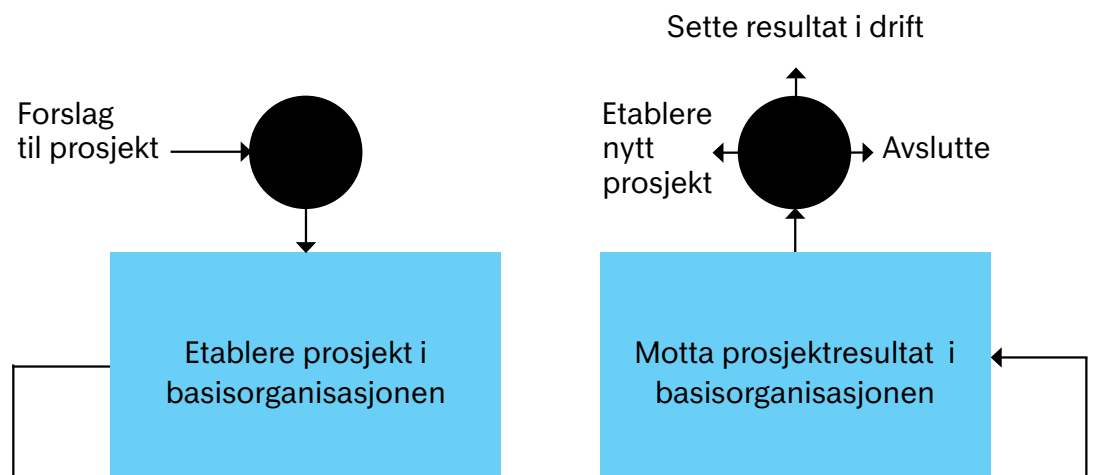 Sette resultat i drift
Forslag
til prosjekt
Etablere
nytt
prosjekt
Avslutte
Etablere prosjekt i
basisorganisasjonen
Motta prosjektresultat i
basisorganisasjonen